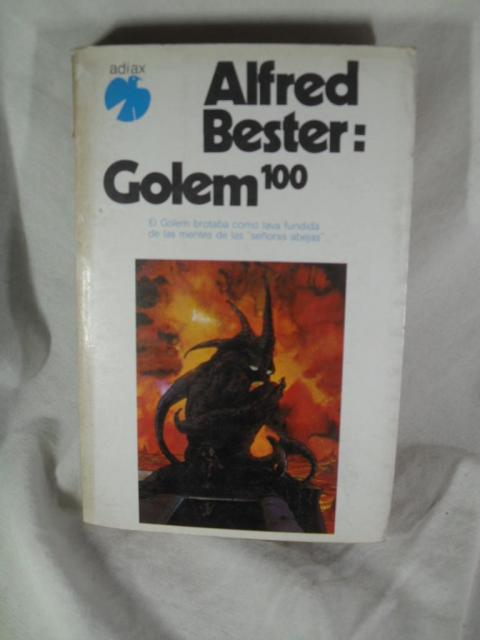 adiax
Alfred
Bester:
Golem¹⁰⁰
El Golem brotaba como lava fundida
de las mentes de las "señoras abejas".